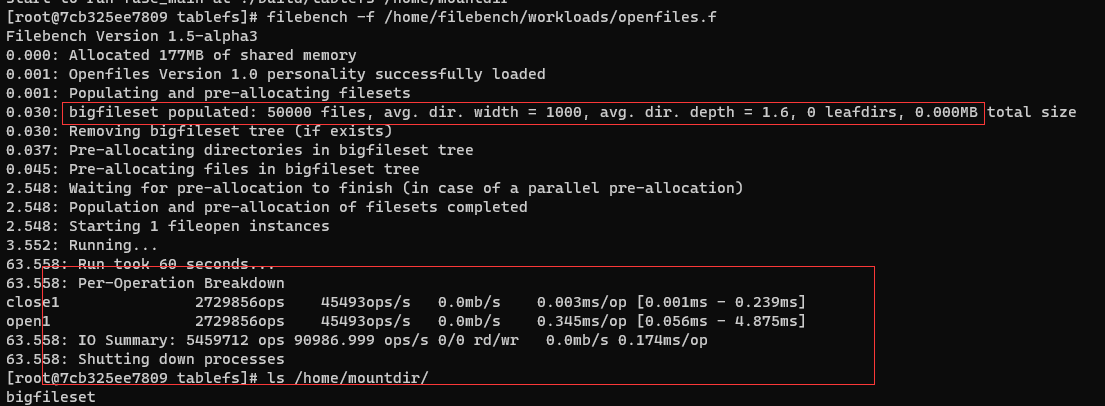 [root@7cb325ee7809 tablefs]# filebench -f /home/filebench/workloads/openfiles.f
Filebench Version 1.5-alpha3
0.000: Allocated 177MB of shared memory
0.001: Openfiles Version 1.0 personality successfully loaded
0.001: Populating and pre-allocating filesets
0.030: bigfileset populated: 50000 files, avg. dir. width = 1000, avg. dir. depth = 1.6, 0 leafdirs, 0.000MB total size
0.030: Removing bigfileset tree (if exists)
0.037: Pre-allocating directories in bigfileset tree
0.045: Pre-allocating files in bigfileset tree
2.548: Waiting for pre-allocation to finish (in case of a parallel pre-allocation)
2.548: Population and pre-allocation of filesets completed
2.548: Starting 1 fileopen instances
3.552: Running...
63.558: Run took 60 seconds...
63.558: Per-Operation Breakdown
close1 2729856ops 45493ops/s 0.0mb/s 0.003ms/op [0.001ms - 0.239ms]
open1 2729856ops 45493ops/s 0.0mb/s 0.345ms/op [0.056ms - 4.875ms]
63.558: IO Summary: 5459712 ops 90986.999 ops/s 0/0 rd/wr 0.0mb/s 0.174ms/op
63.558: Shutting down processes
[root@7cb325ee7809 tablefs]# ls /home/mountdir/
bigfileset